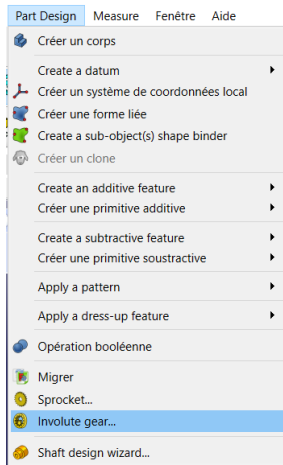 Part Design Measure Fenêtre Aide
Créer un corps
Create a datum
Créer un système de coordonnées local
Créer une forme liée
Create a sub-object(s) shape binder
Créer un clone
Create an additive feature
Créer une primitive additive
Create a subtractive feature
Créer une primitive soustractive
Apply a pattern
Apply a dress-up feature
Opération booléenne
Migrer
Sprocket...
Involute gear...
Shaft design wizard...